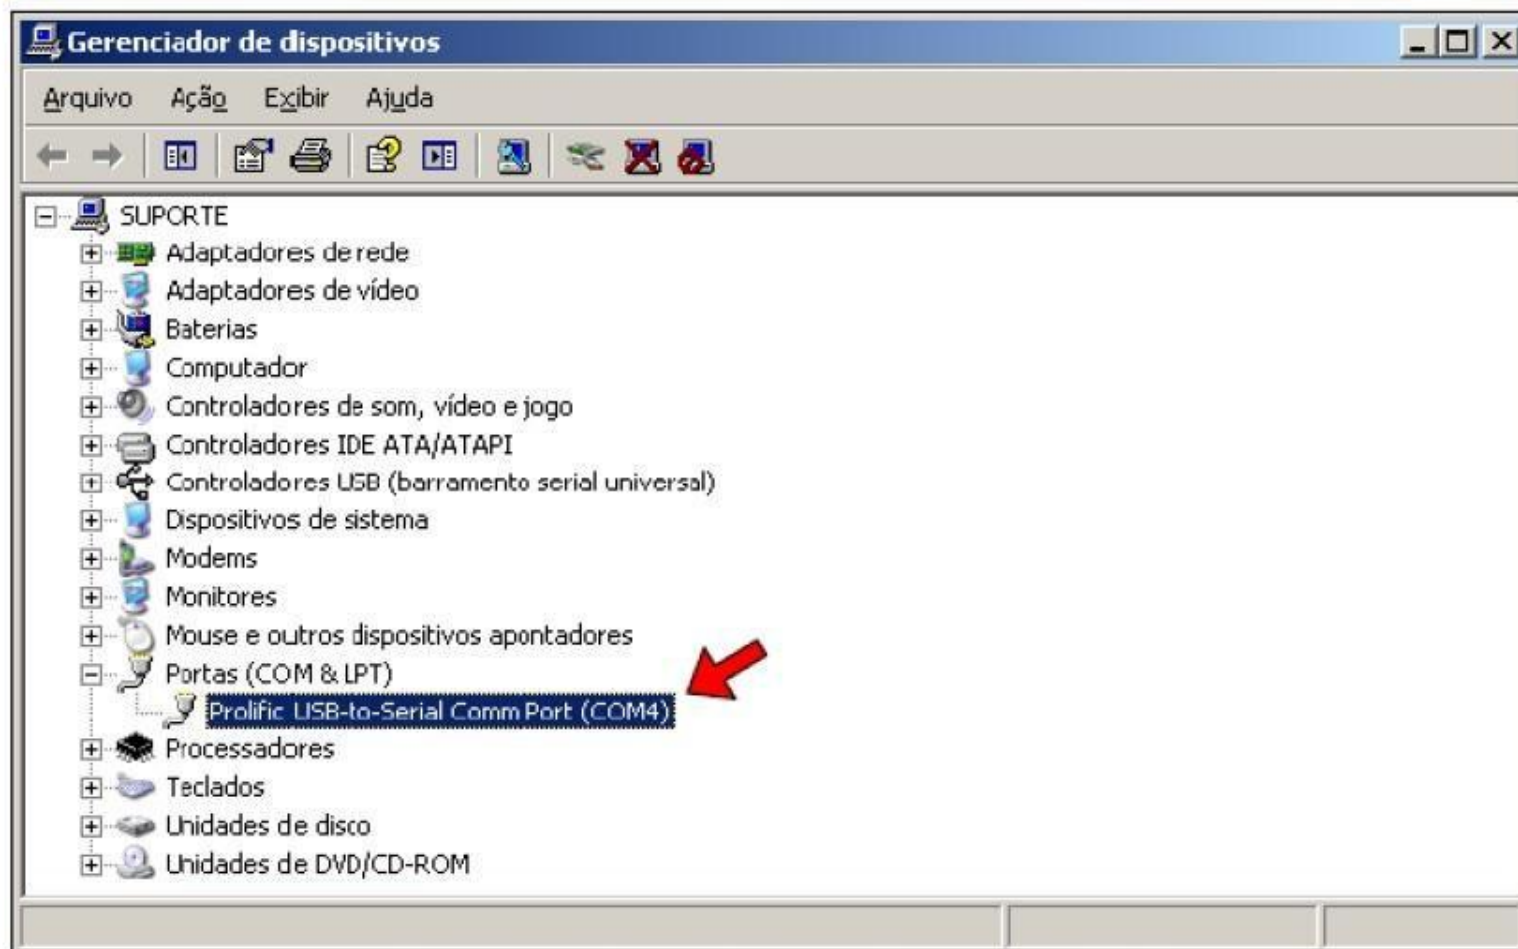 Gerenciador de dispositivos
Arquivo Ação Exibir Ajuda
SUPORTE
Adaptadores de rede
Adaptadores de vídeo
Baterias
Computador
Controladores de som, vídeo e jogo
Controladores IDE ATA/ATAPI
Controladores USB (barramento serial universal)
Dispositivos de sistema
Modems
Monitores
Mouse e outros dispositivos apontadores
Portas (COM & LPT)
Prolific USB-to-Serial Comm Port (COM4)
Processadores
Teclados
Unidades de disco
Unidades de DVD/CD-ROM